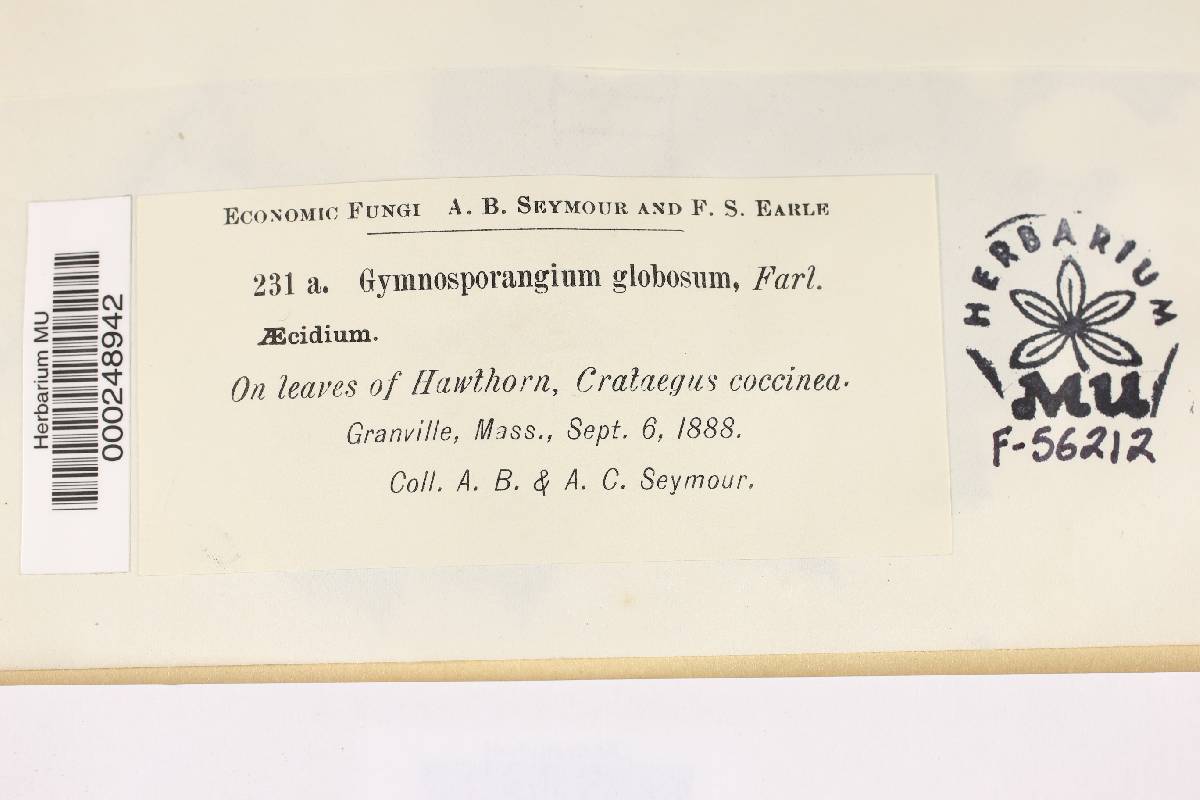 Herbarium MU
000248942
ECONOMIC FUNGI A. B. SEYMOUR AND F. S. EARLE
231 a. Gymnosporangium globosum, Farl.
Æcidium.
On leaves of Hawthorn, Crataegus coccinea.
Granville, Mass., Sept. 6, 1888.
Coll. A. B. & A. C. Seymour.
HERBARIUM
MU
F-56212